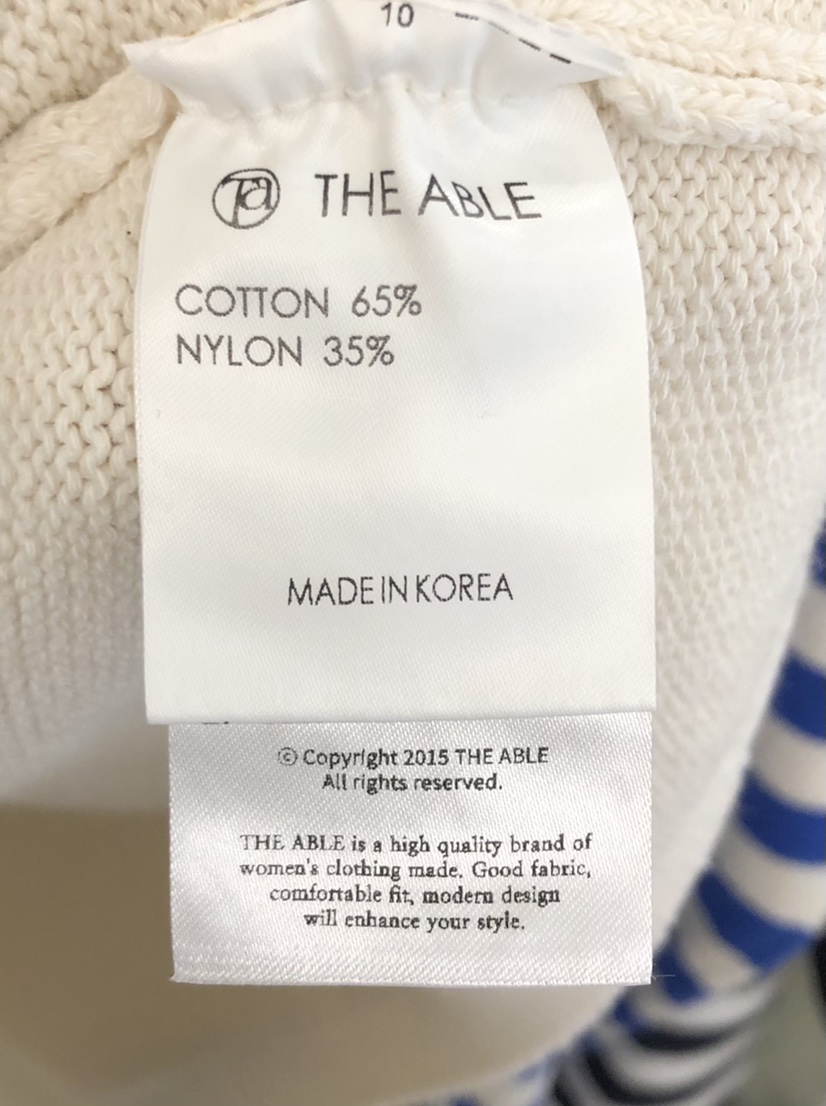 10
Ta THE ABLE
COTTON 65%
NYLON 35%
MADE IN KOREA
© Copyright 2015 THE ABLE
All rights reserved.
THE ABLE is a high quality brand of
women's clothing made. Good fabric,
comfortable fit, modern design
will enhance your style.